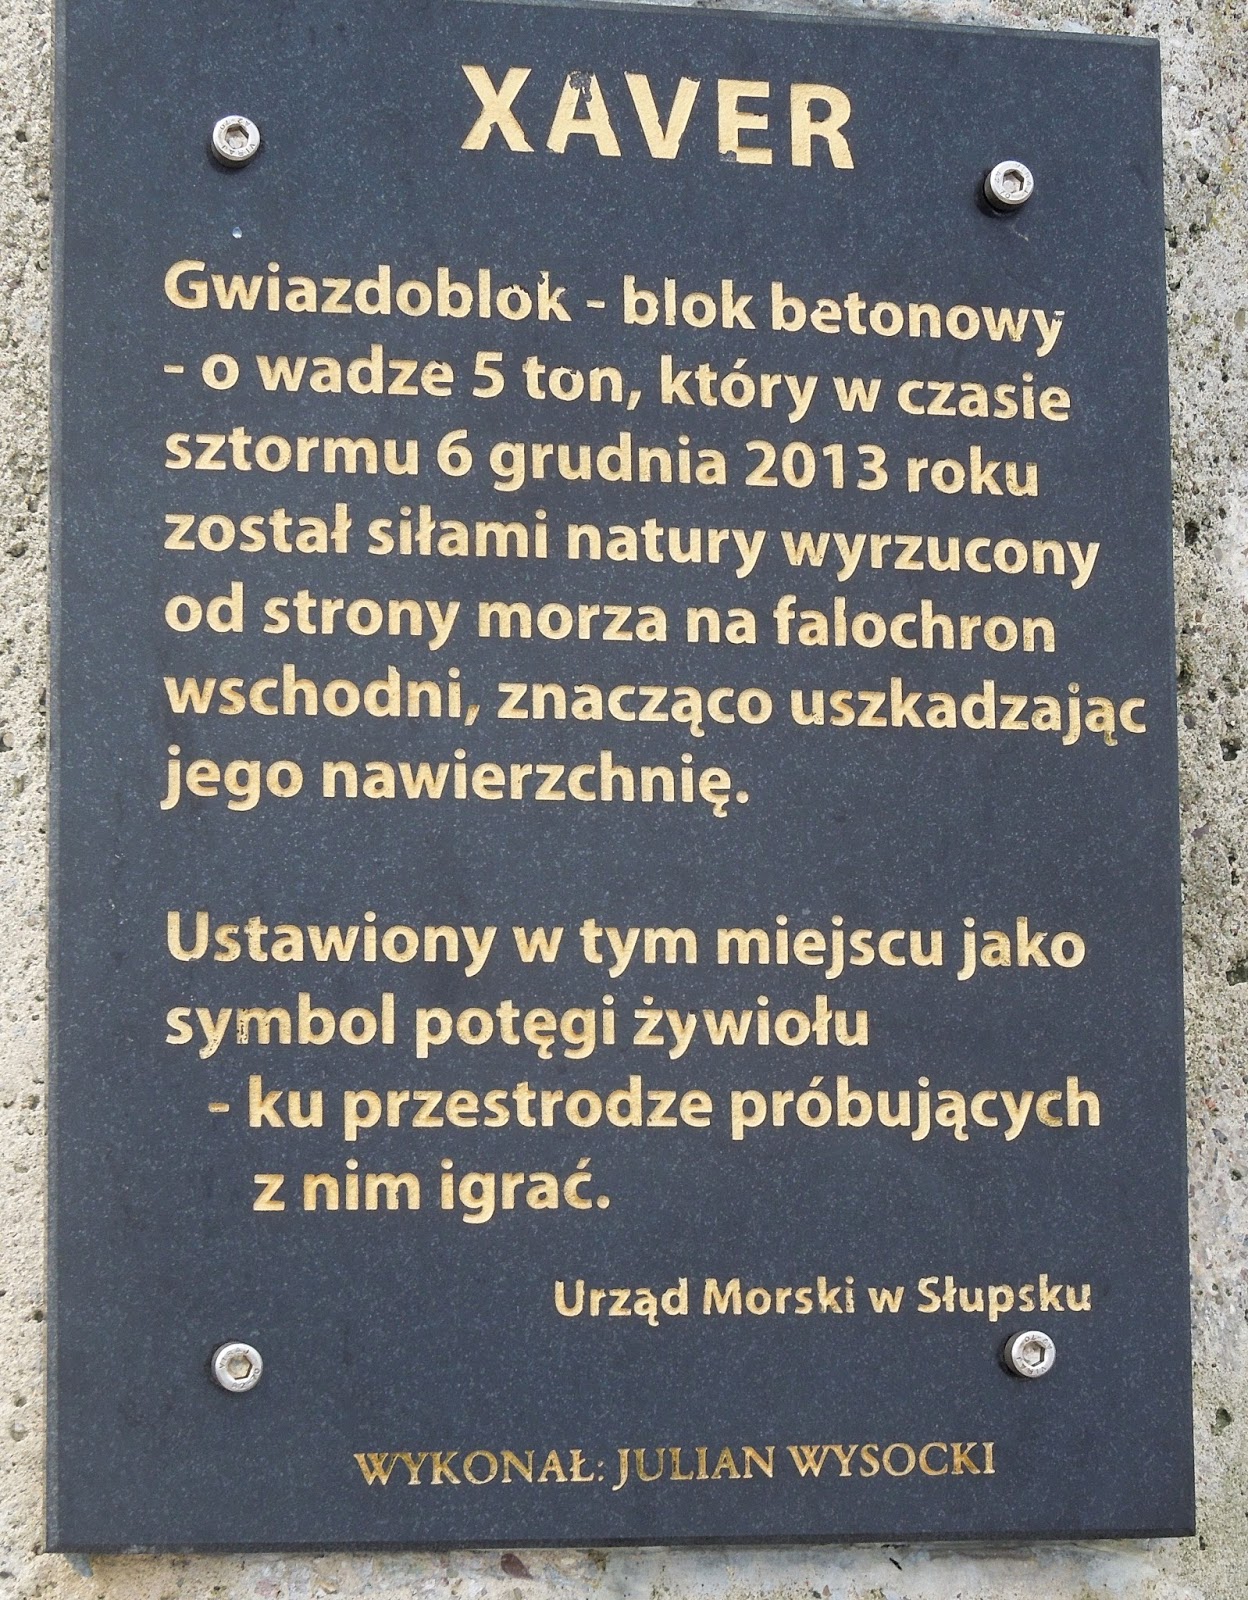 XAVER
Gwiazdoblok - blok betonowy
- o wadze 5 ton, który w czasie
sztormu 6 grudnia 2013 roku
został siłami natury wyrzucony
od strony morza na falochron
wschodni, znacząco uszkadzając
jego nawierzchnię.
Ustawiony w tym miejscu jako
symbol potęgi żywiołu
- ku przestrodze próbujących
z nim igrać.
Urząd Morski w Słupsku
WYKONAŁ: JULIAN WYSOCKI